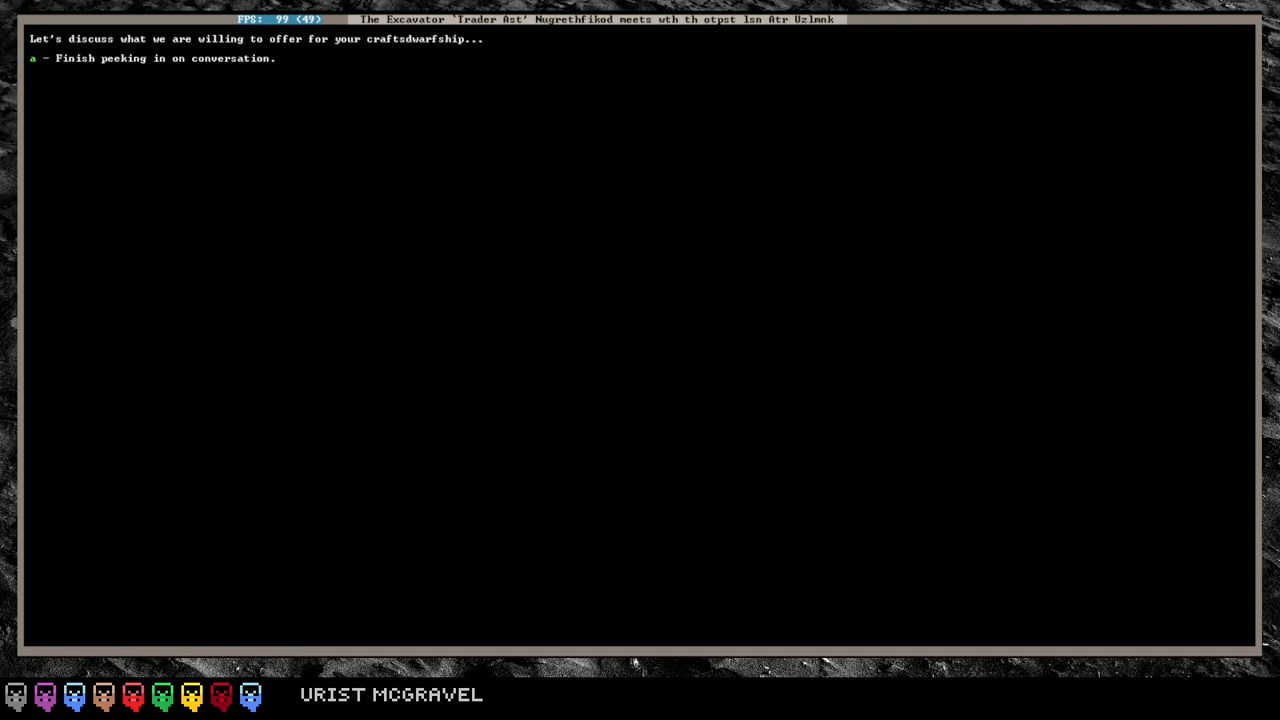 FPS: 99 (49) The Excavator `Trader Ast' Nugrethfikod meets wth th otpst lsn Atr Uzlmnk
Let's discuss what we are willing to offer for your craftsdwarfship...
a - Finish peeking in on conversation.
URIST MCGRAVEL